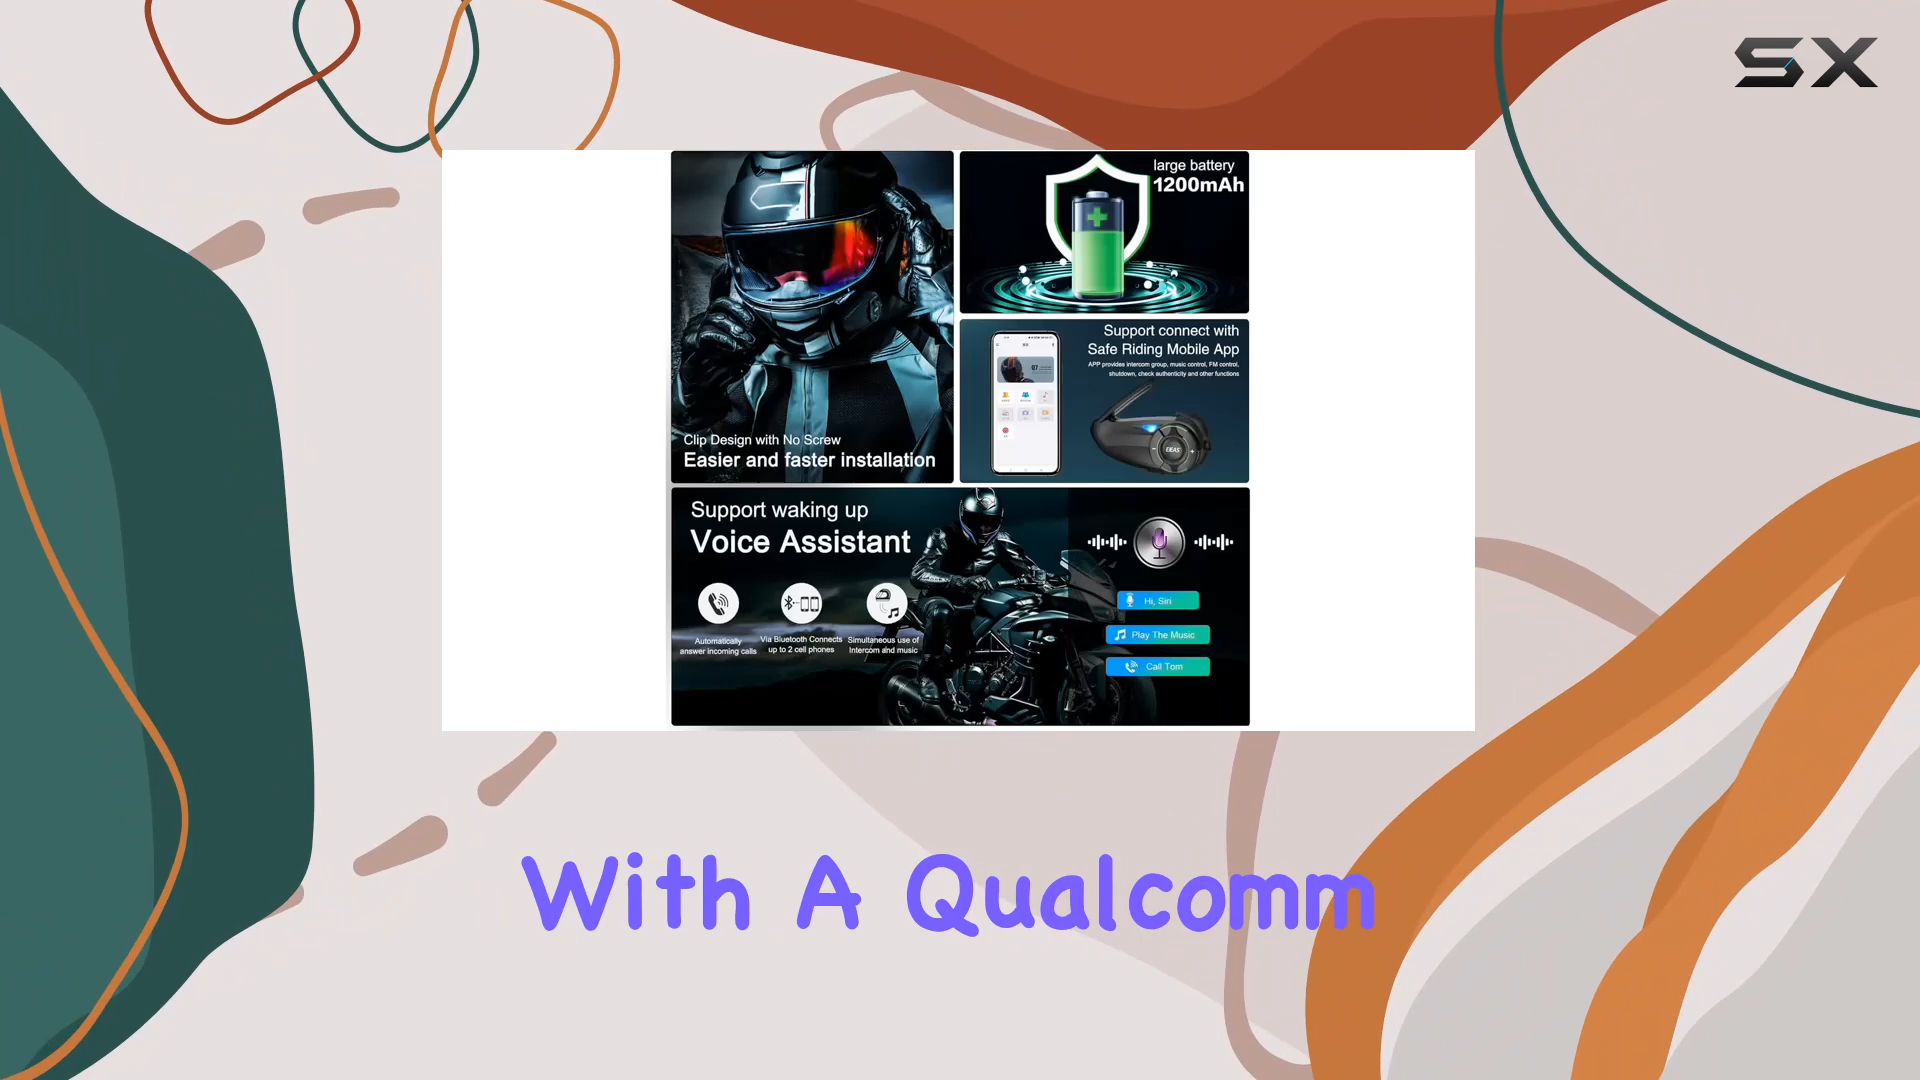 SX
large battery
1200mAh
Support connect with
Safe Riding Mobile App
APP provides intercom group, music control, FM control,
shutdown, check authenticity and other functions
Q7
EJEAS
Clip Design with No Screw
Easier and faster installation
Support waking up
Voice Assistant
Automatically
answer incoming calls
Via Bluetooth Connects
up to 2 cell phones
Simultaneous use of
Intercom and music
Hi, Siri
Play The Music
Call Tom
With A Qualcomm